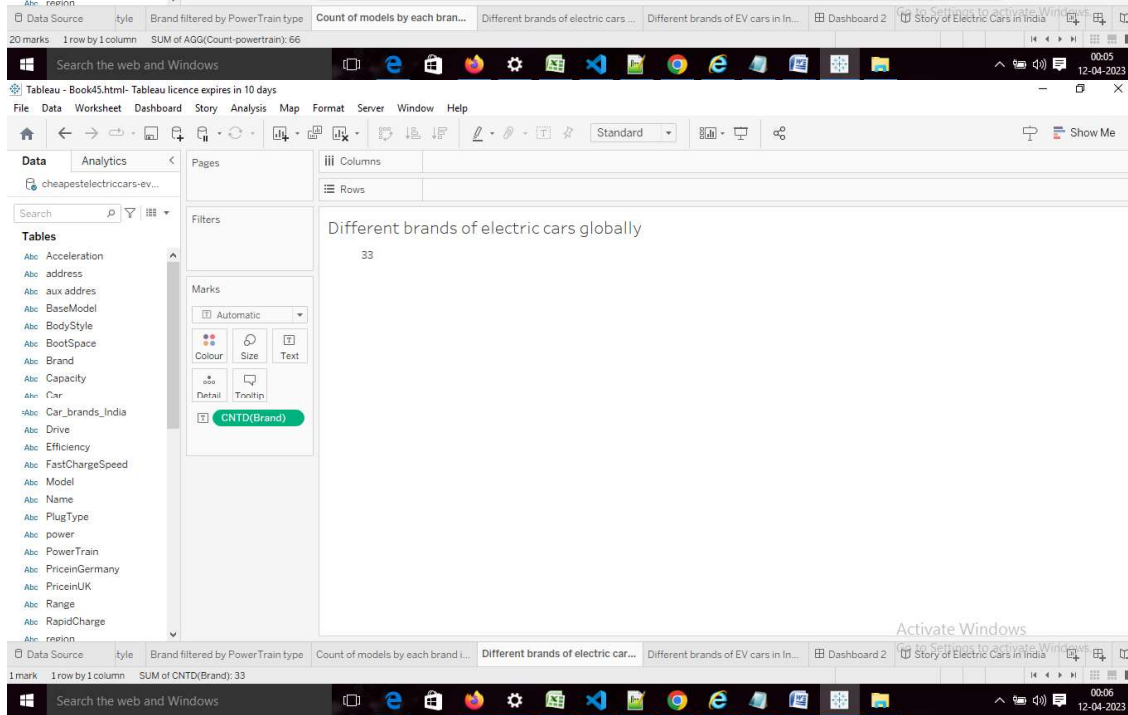 Abc region
Data Source tyle Brand filtered by PowerTrain type Count of models by each bran... Different brands of electric cars ... Different brands of EV cars in In... Dashboard 2 Story of Electric Cars in India
Go to Settings to activate Windows.
20 marks 1 row by 1 column SUM of AGG(Count-powertrain): 66
Search the web and Windows 00:05
12-04-2023
Tableau - Book45.html- Tableau licence expires in 10 days
File Data Worksheet Dashboard Story Analysis Map Format Server Window Help
Standard Show Me
Data Analytics < Pages iii Columns
cheapestelectriccars-ev...
Rows
Search
Filters
Different brands of electric cars globally
Tables
33
Abc Acceleration
Abc address
Abc aux addres
Marks
Abc BaseModel
Automatic
Abc BodyStyle
Abc BootSpace
Colour Size Text
Abc Brand
Abc Capacity
Abc Car
Detail Tooltip
=Abc Car_brands_India
CNTD(Brand)
Abc Drive
Abc Efficiency
Abc FastChargeSpeed
Abc Model
Abc Name
Abc PlugType
Abc power
Abc PowerTrain
Abc PriceinGermany
Abc PriceinUK
Abc Range
Abc RapidCharge
Activate Windows
Abc region
Go to Settings to activate Windows.
Data Source tyle Brand filtered by PowerTrain type Count of models by each brand i... Different brands of electric car... Different brands of EV cars in In... Dashboard 2 Story of Electric Cars in India
1 mark 1 row by 1 column SUM of CNTD(Brand): 33
Search the web and Windows 00:06
12-04-2023